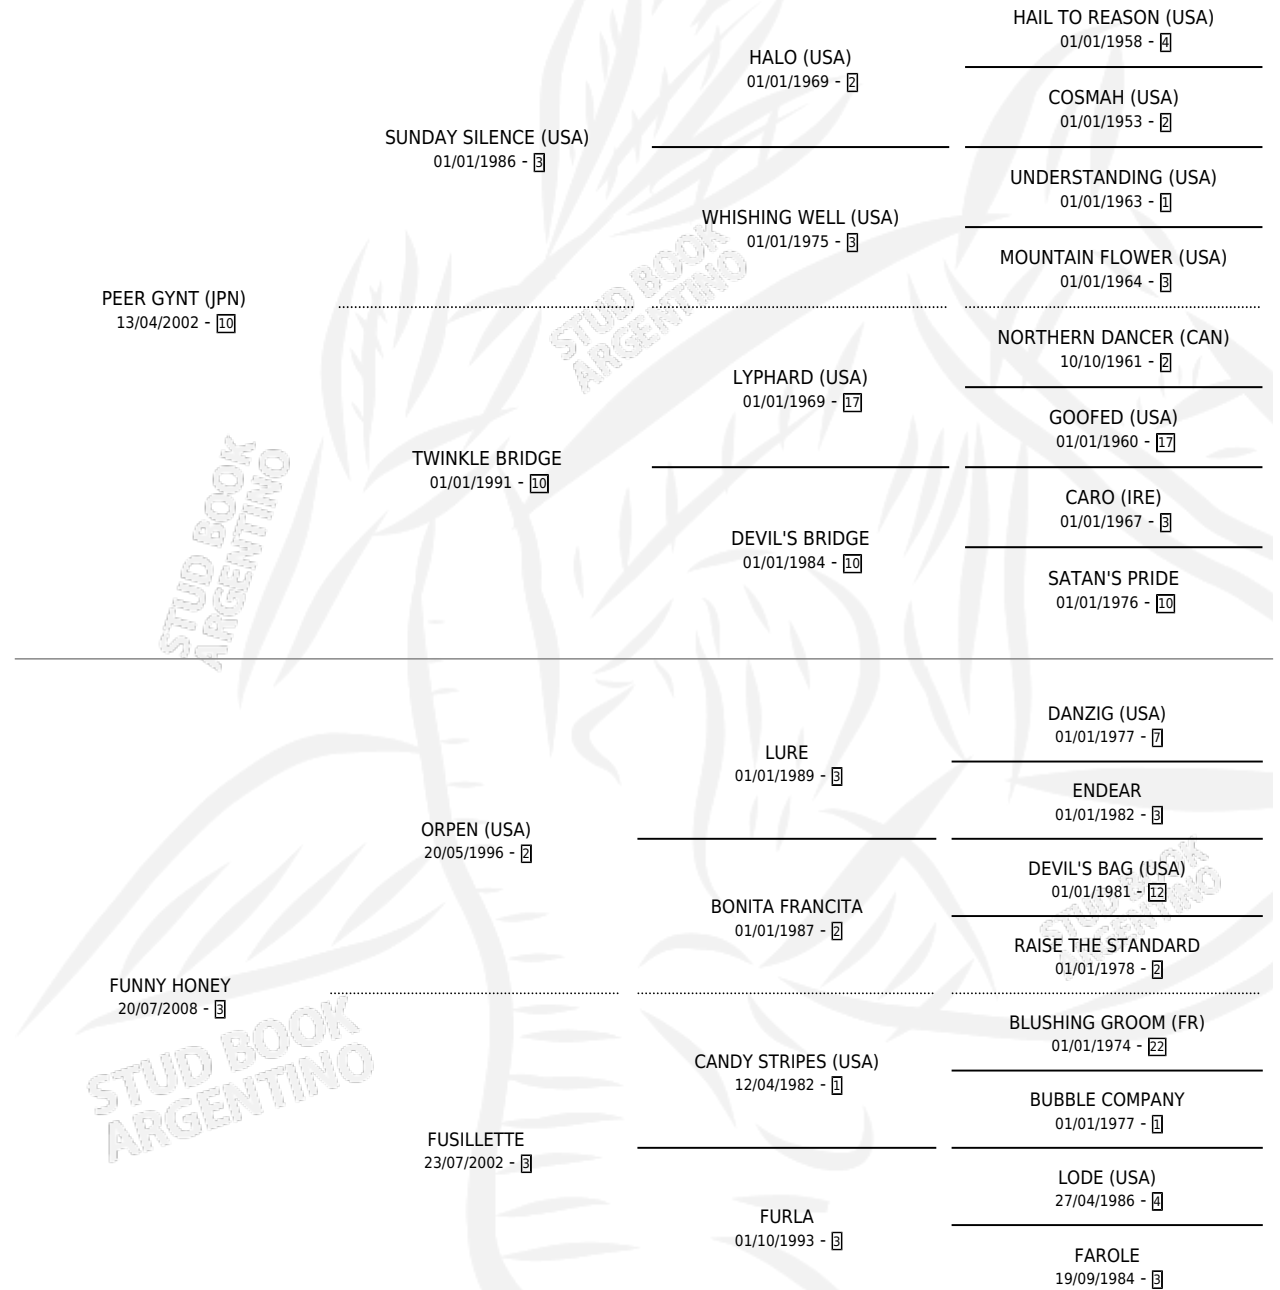 HAIL TO REASON (USA)
01/01/1958 - 4
HALO (USA)
01/01/1969 - 2
COSMAH (USA)
01/01/1953 - 2
SUNDAY SILENCE (USA)
01/01/1986 - 3
UNDERSTANDING (USA)
01/01/1963 - 1
WHISHING WELL (USA)
01/01/1975 - 3
MOUNTAIN FLOWER (USA)
01/01/1964 - 3
PEER GYNT (JPN)
13/04/2002 - 10
STUD BOOK
ARGENTINO
NORTHERN DANCER (CAN)
10/10/1961 - 2
LYPHARD (USA)
01/01/1969 - 17
GOOFED (USA)
01/01/1960 - 17
TWINKLE BRIDGE
01/01/1991 - 10
CARO (IRE)
01/01/1967 - 3
DEVIL'S BRIDGE
01/01/1984 - 10
SATAN'S PRIDE
01/01/1976 - 10
STUD BOOK
ARGENTINO
DANZIG (USA)
01/01/1977 - 7
LURE
01/01/1989 - 3
ENDEAR
01/01/1982 - 3
ORPEN (USA)
20/05/1996 - 2
DEVIL'S BAG (USA)
01/01/1981 - 12
BONITA FRANCITA
01/01/1987 - 2
STUD BOOK
ARGENTINO
RAISE THE STANDARD
01/01/1978 - 2
FUNNY HONEY
20/07/2008 - 3
STUD BOOK
ARGENTINO
BLUSHING GROOM (FR)
01/01/1974 - 22
CANDY STRIPES (USA)
12/04/1982 - 1
BUBBLE COMPANY
01/01/1977 - 1
FUSILLETTE
23/07/2002 - 3
LODE (USA)
27/04/1986 - 4
FURLA
01/10/1993 - 3
FAROLE
19/09/1984 - 3